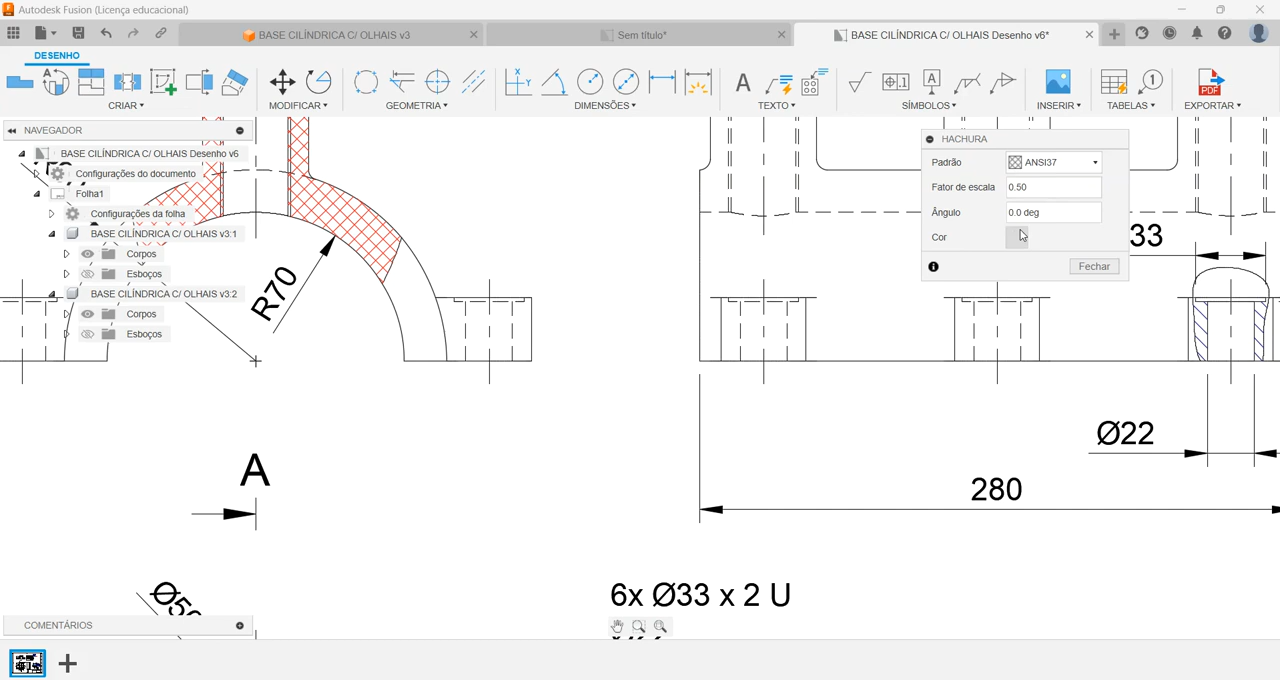 Autodesk Fusion (Licença educacional)
BASE CILÍNDRICA C/ OLHAIS v3
Sem título*
BASE CILÍNDRICA C/ OLHAIS Desenho v6*
DESENHO
CRIAR
MODIFICAR
GEOMETRIA
DIMENSÕES
TEXTO
SÍMBOLOS
INSERIR
TABELAS
EXPORTAR
NAVEGADOR
BASE CILÍNDRICA C/ OLHAIS Desenho v6
Configurações do documento
Folha1
Configurações da folha
BASE CILÍNDRICA C/ OLHAIS v3:1
Corpos
Esboços
BASE CILÍNDRICA C/ OLHAIS v3:2
Corpos
Esboços
HACHURA
Padrão ANSI37
Fator de escala 0.50
Ângulo 0.0 deg
Cor
Fechar
33
R70
Ø22
280
A
6x Ø33 x 2 U
COMENTÁRIOS